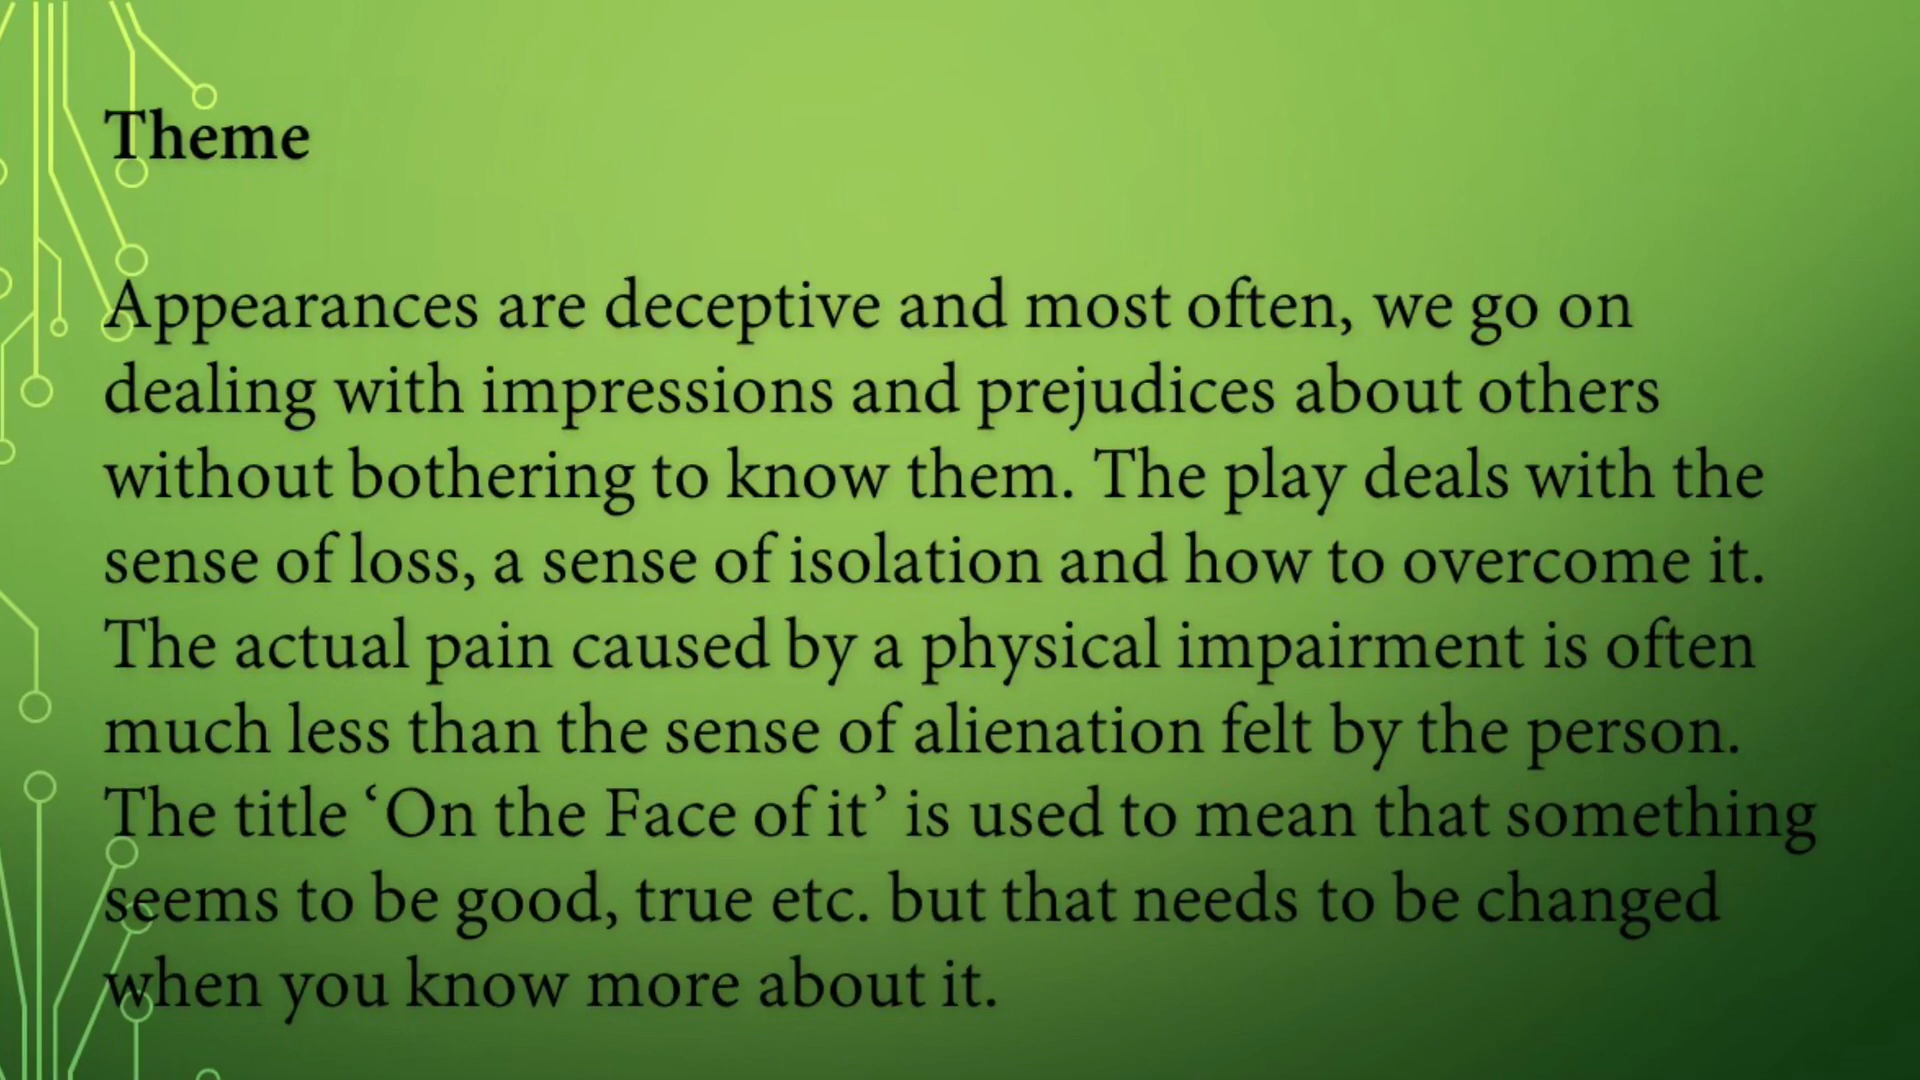 Theme
Appearances are deceptive and most often, we go on
dealing with impressions and prejudices about others
without bothering to know them. The play deals with the
sense of loss, a sense of isolation and how to overcome it.
The actual pain caused by a physical impairment is often
much less than the sense of alienation felt by the person.
The title ‘On the Face of it’ is used to mean that something
seems to be good, true etc. but that needs to be changed
when you know more about it.